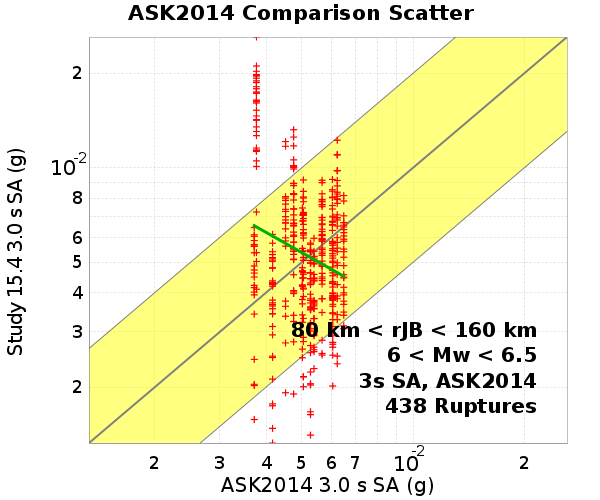 ASK2014 Comparison Scatter
Study 15.4 3.0 s SA (g)
2
10-2
8
6
5
4
3
2
80 km < rJB < 160 km
6 < Mw < 6.5
3s SA, ASK2014
438 Ruptures
2 3 4 5 6 7 10-2 2
ASK2014 3.0 s SA (g)